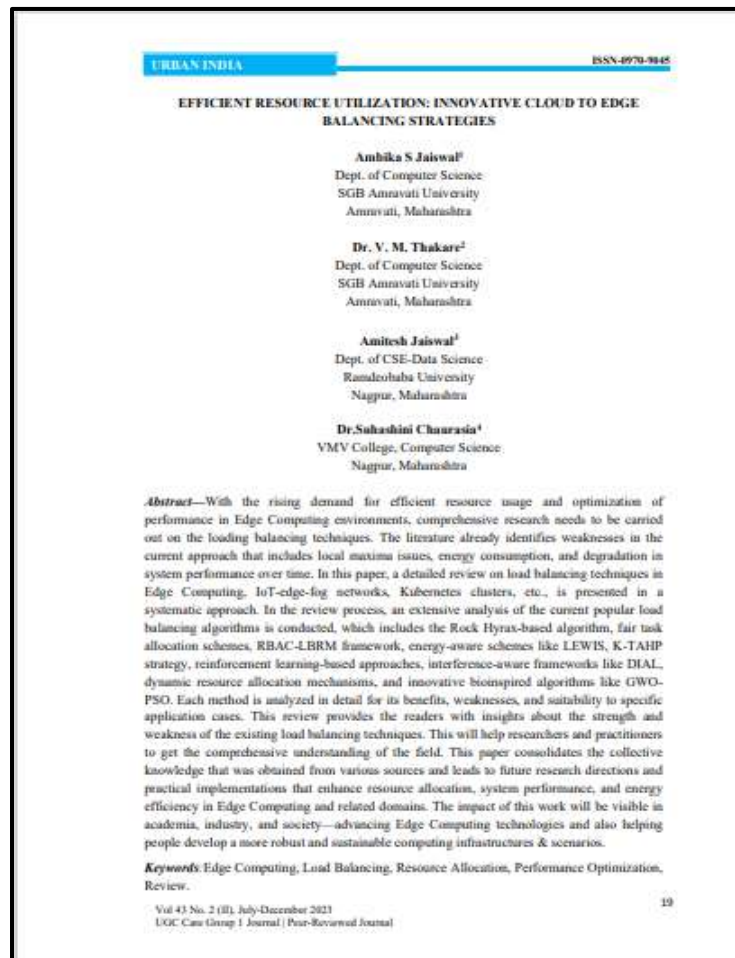 URBAN INDIA
ISSN-0970-9045
EFFICIENT RESOURCE UTILIZATION: INNOVATIVE CLOUD TO EDGE
BALANCING STRATEGIES
Ambika S Jaiswal¹
Dept. of Computer Science
SGB Amravati University
Amravati, Maharashtra
Dr. V. M. Thakare²
Dept. of Computer Science
SGB Amravati University
Amravati, Maharashtra
Amitesh Jaiswal³
Dept. of CSE-Data Science
Ramdeobaba University
Nagpur, Maharashtra
Dr.Suhashini Chaurasia⁴
VMV College, Computer Science
Nagpur, Maharashtra
Abstract—With the rising demand for efficient resource usage and optimization of
performance in Edge Computing environments, comprehensive research needs to be carried
out on the loading balancing techniques. The literature already identifies weaknesses in the
current approach that includes local maxima issues, energy consumption, and degradation in
system performance over time. In this paper, a detailed review on load balancing techniques in
Edge Computing, IoT-edge-fog networks, Kubernetes clusters, etc., is presented in a
systematic approach. In the review process, an extensive analysis of the current popular load
balancing algorithms is conducted, which includes the Rock Hyrax-based algorithm, fair task
allocation schemes, RBAC-LBRM framework, energy-aware schemes like LEWIS, K-TAHP
strategy, reinforcement learning-based approaches, interference-aware frameworks like DIAL,
dynamic resource allocation mechanisms, and innovative bioinspired algorithms like GWO-
PSO. Each method is analyzed in detail for its benefits, weaknesses, and suitability to specific
application cases. This review provides the readers with insights about the strength and
weakness of the existing load balancing techniques. This will help researchers and practitioners
to get the comprehensive understanding of the field. This paper consolidates the collective
knowledge that was obtained from various sources and leads to future research directions and
practical implementations that enhance resource allocation, system performance, and energy
efficiency in Edge Computing and related domains. The impact of this work will be visible in
academia, industry, and society—advancing Edge Computing technologies and also helping
people develop a more robust and sustainable computing infrastructures & scenarios.
Keywords: Edge Computing, Load Balancing, Resource Allocation, Performance Optimization,
Review.
Vol 43 No. 2 (II), July-December 2023
19
UGC Care Group 1 Journal | Peer-Reviewed Journal